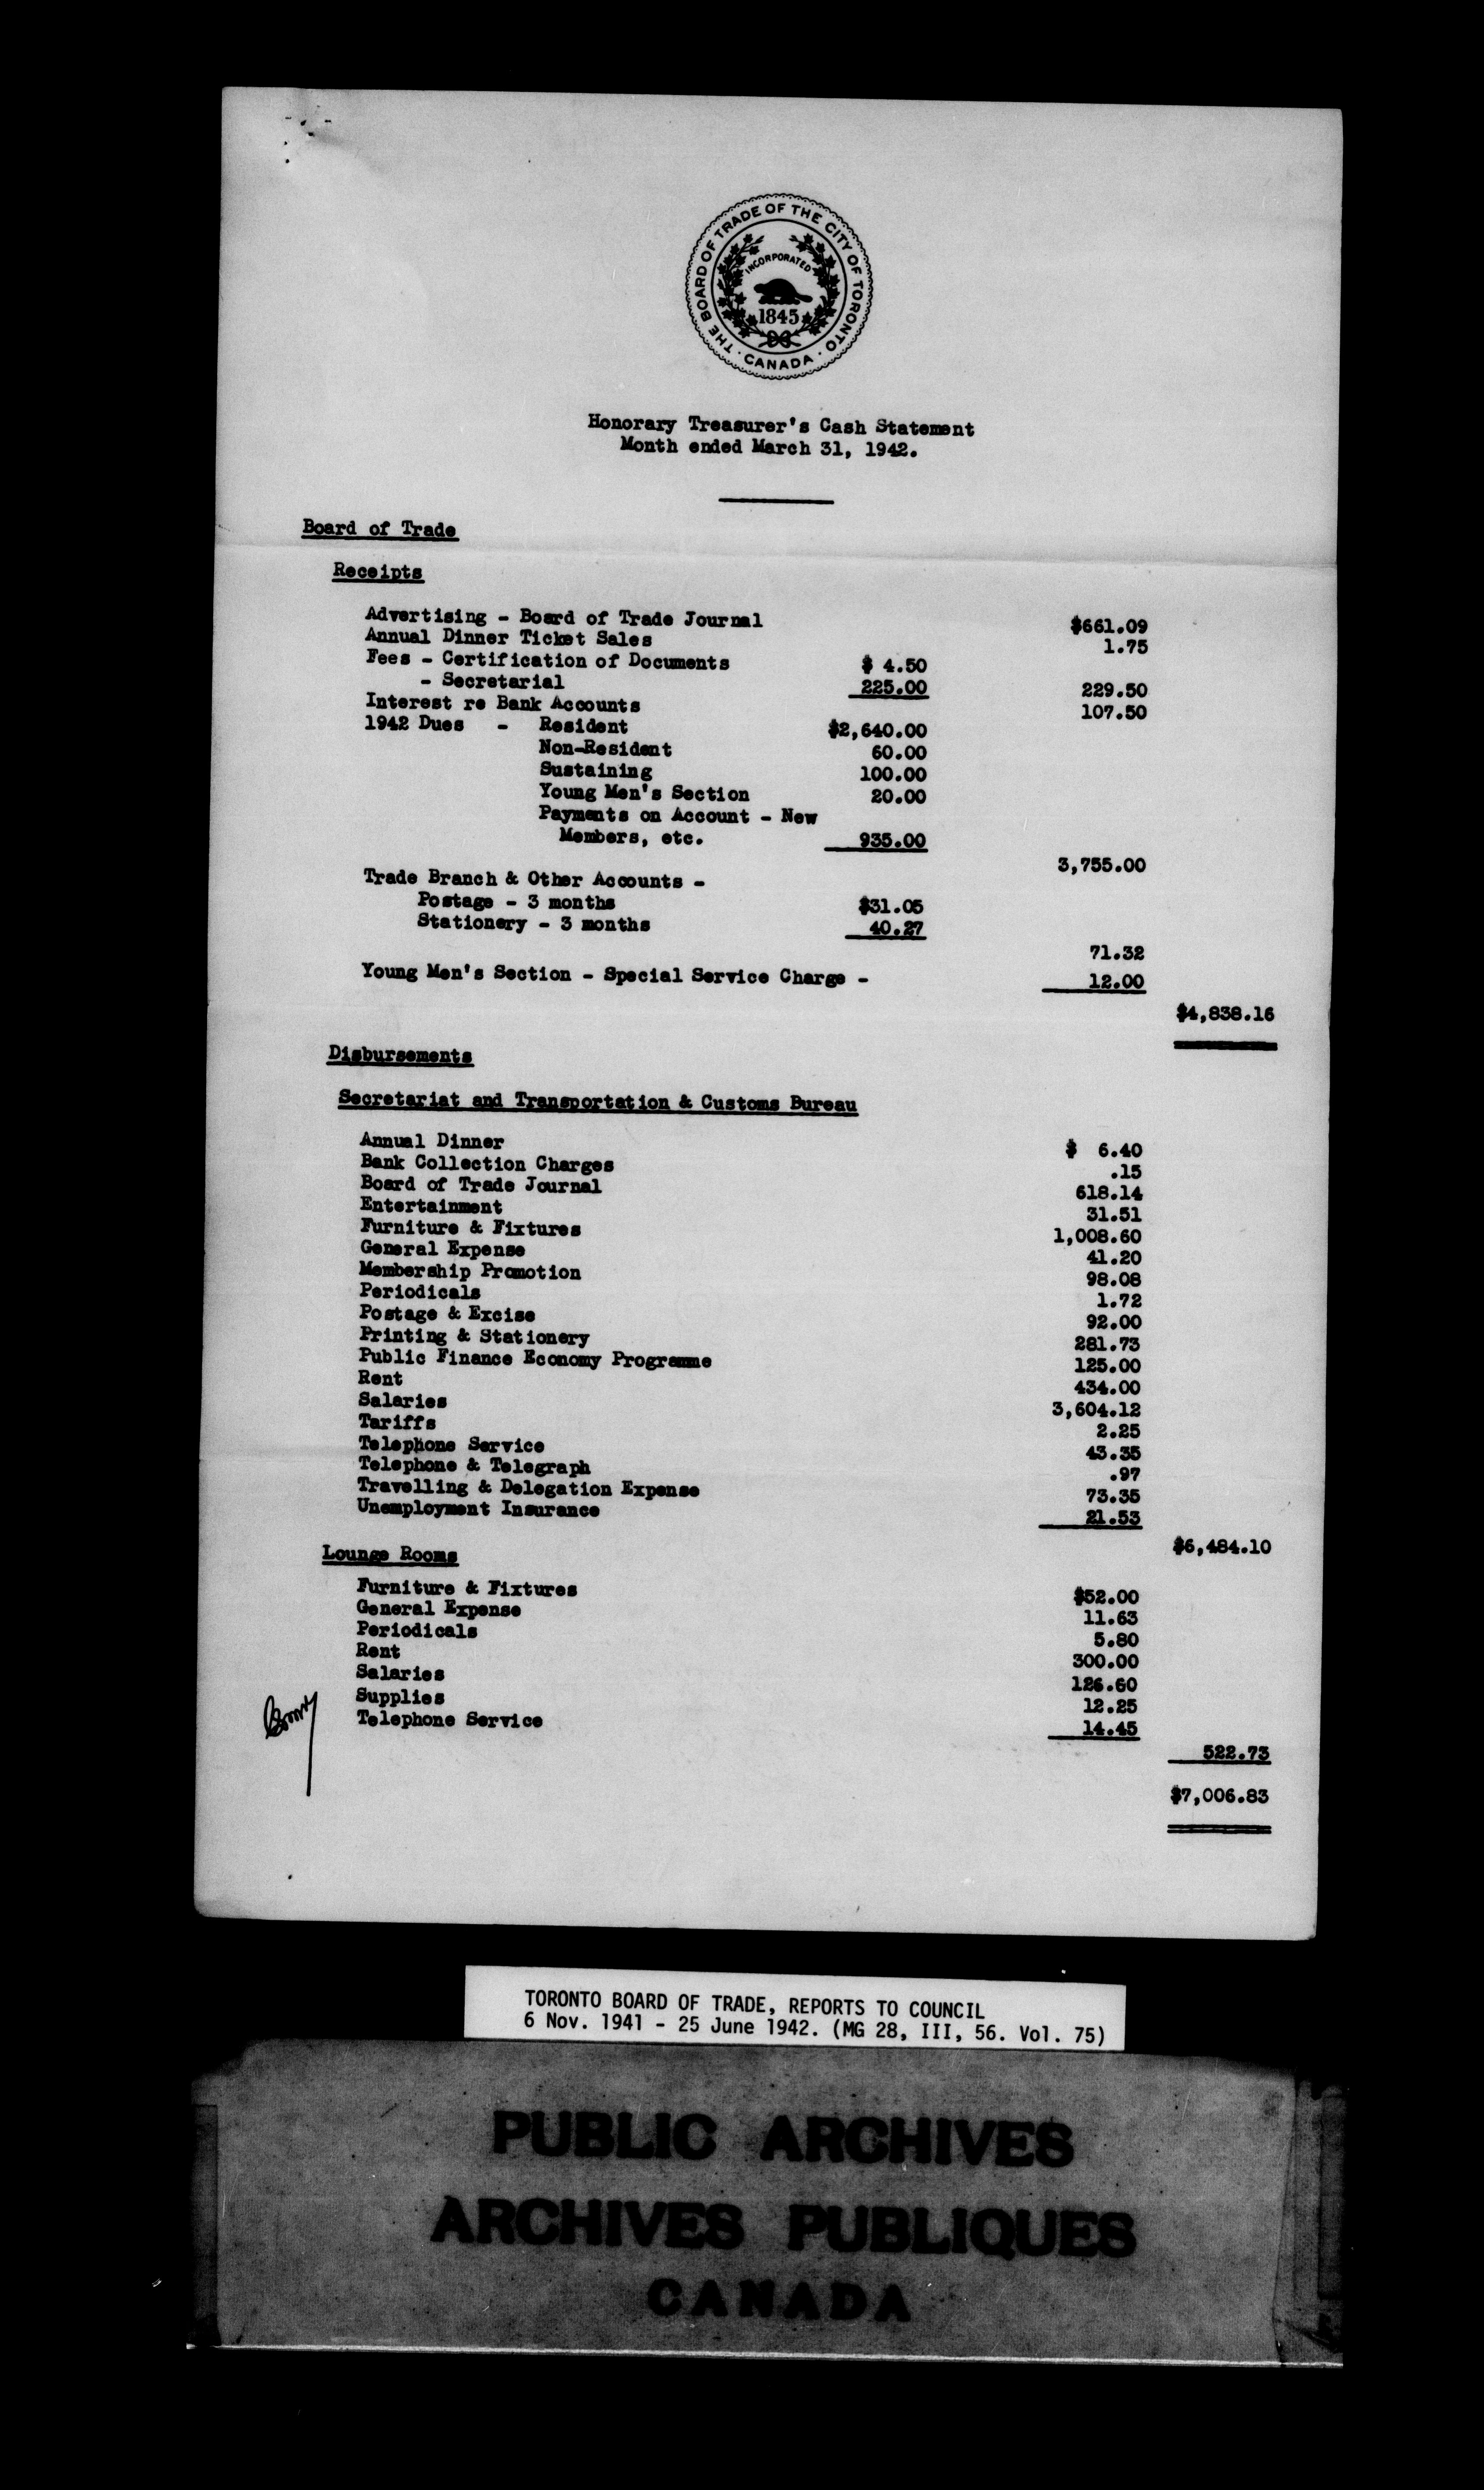 THE BOARD OF TRADE OF THE CITY OF TORONTO
INCORPORATED
1845
· CANADA ·
Honorary Treasurer's Cash Statement
Month ended March 31, 1942.
Board of Trade
Receipts
Advertising - Board of Trade Journal $661.09
Annual Dinner Ticket Sales 1.75
Fees - Certification of Documents $ 4.50
- Secretarial 225.00 229.50
Interest re Bank Accounts 107.50
1942 Dues - Resident $2,640.00
Non-Resident 60.00
Sustaining 100.00
Young Men's Section 20.00
Payments on Account - New
Members, etc. 935.00
3,755.00
Trade Branch & Other Accounts -
Postage - 3 months $31.05
Stationery - 3 months 40.27
71.32
Young Men's Section - Special Service Charge - 12.00
$4,838.16
Disbursements
Secretariat and Transportation & Customs Bureau
Annual Dinner $ 6.40
Bank Collection Charges .15
Board of Trade Journal 618.14
Entertainment 31.51
Furniture & Fixtures 1,008.60
General Expense 41.20
Membership Promotion 98.08
Periodicals 1.72
Postage & Excise 92.00
Printing & Stationery 281.73
Public Finance Economy Programme 125.00
Rent 434.00
Salaries 3,604.12
Tariffs 2.25
Telephone Service 43.35
Telephone & Telegraph .97
Travelling & Delegation Expense 73.35
Unemployment Insurance 21.53
$6,484.10
Lounge Rooms
Furniture & Fixtures $52.00
General Expense 11.63
Periodicals 5.80
Rent 300.00
Salaries 126.60
Supplies 12.25
Telephone Service 14.45
522.73
$7,006.83
TORONTO BOARD OF TRADE, REPORTS TO COUNCIL
6 Nov. 1941 - 25 June 1942. (MG 28, III, 56. Vol. 75)
PUBLIC ARCHIVES
ARCHIVES PUBLIQUES
CANADA